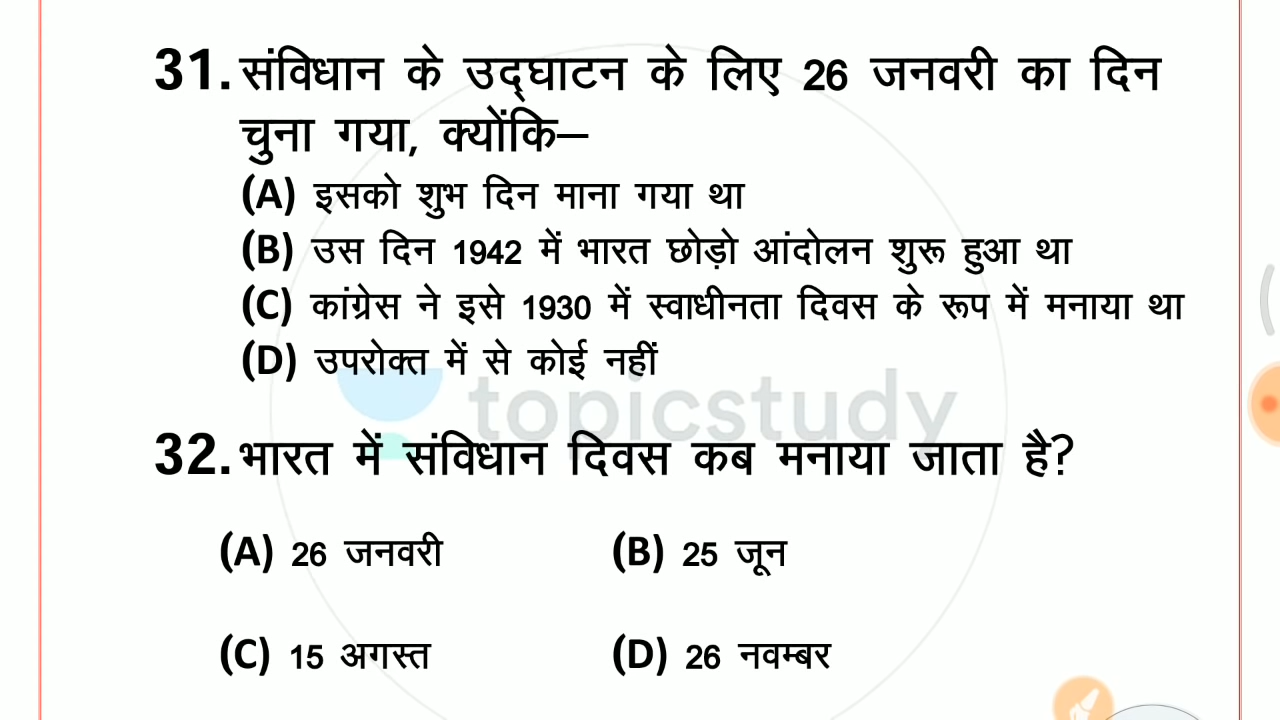 31. संविधान के उद्घाटन के लिए 26 जनवरी का दिन
चुना गया, क्योंकि–
(A) इसको शुभ दिन माना गया था
(B) उस दिन 1942 में भारत छोड़ो आंदोलन शुरू हुआ था
(C) कांग्रेस ने इसे 1930 में स्वाधीनता दिवस के रूप में मनाया था
(D) उपरोक्त में से कोई नहीं
topicstudy
32. भारत में संविधान दिवस कब मनाया जाता है?
(A) 26 जनवरी (B) 25 जून
(C) 15 अगस्त (D) 26 नवम्बर